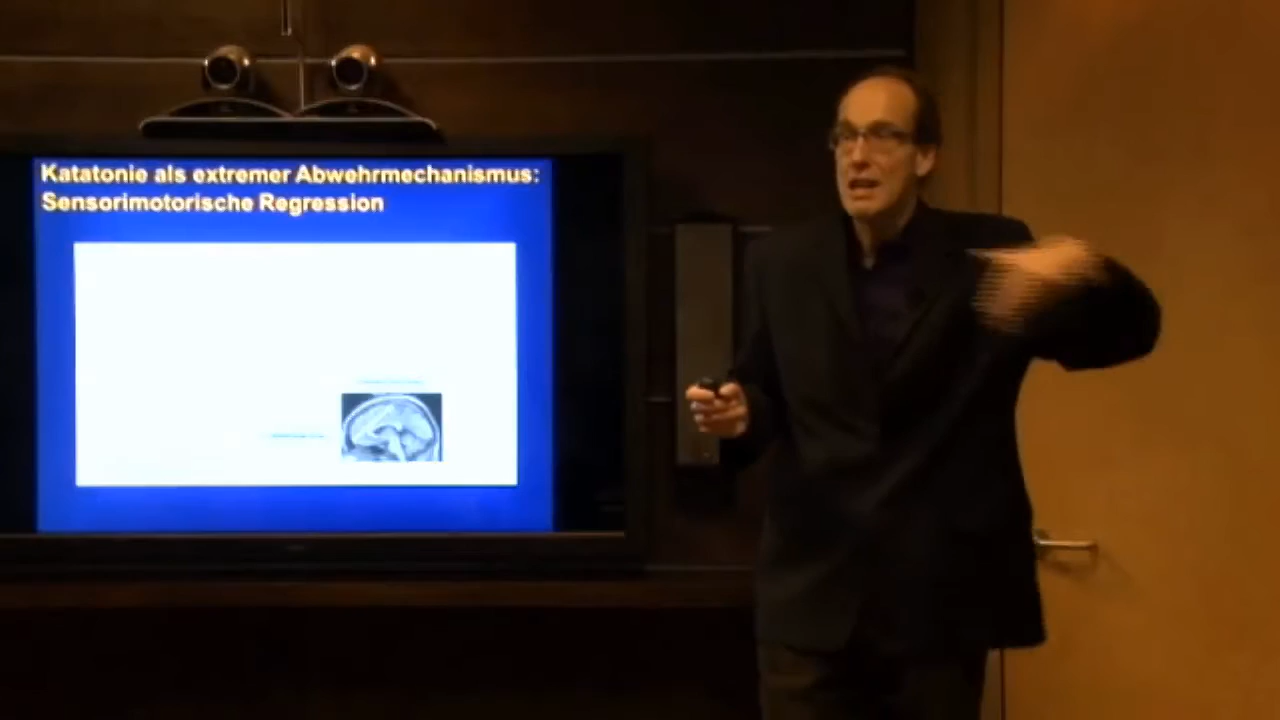 Katatonie als extremer Abwehrmechanismus:
Sensorimotorische Regression